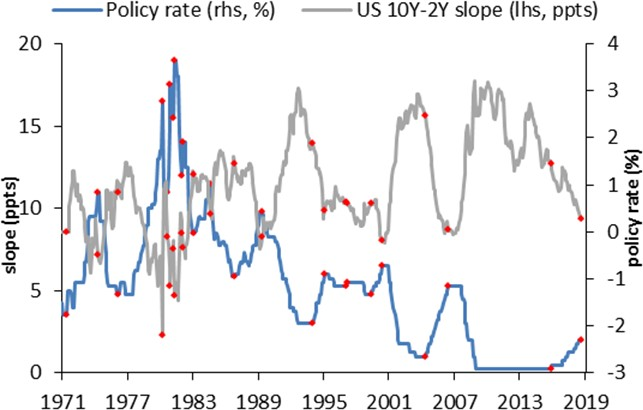 Policy rate (rhs, %) US 10Y-2Y slope (lhs, ppts)
20 4
3
15 2
1
10 0
-1
5
-2
0 -3
1971 1977 1983 1989 1995 2001 2007 2013 2019
slope (ppts)
policy rate (%)